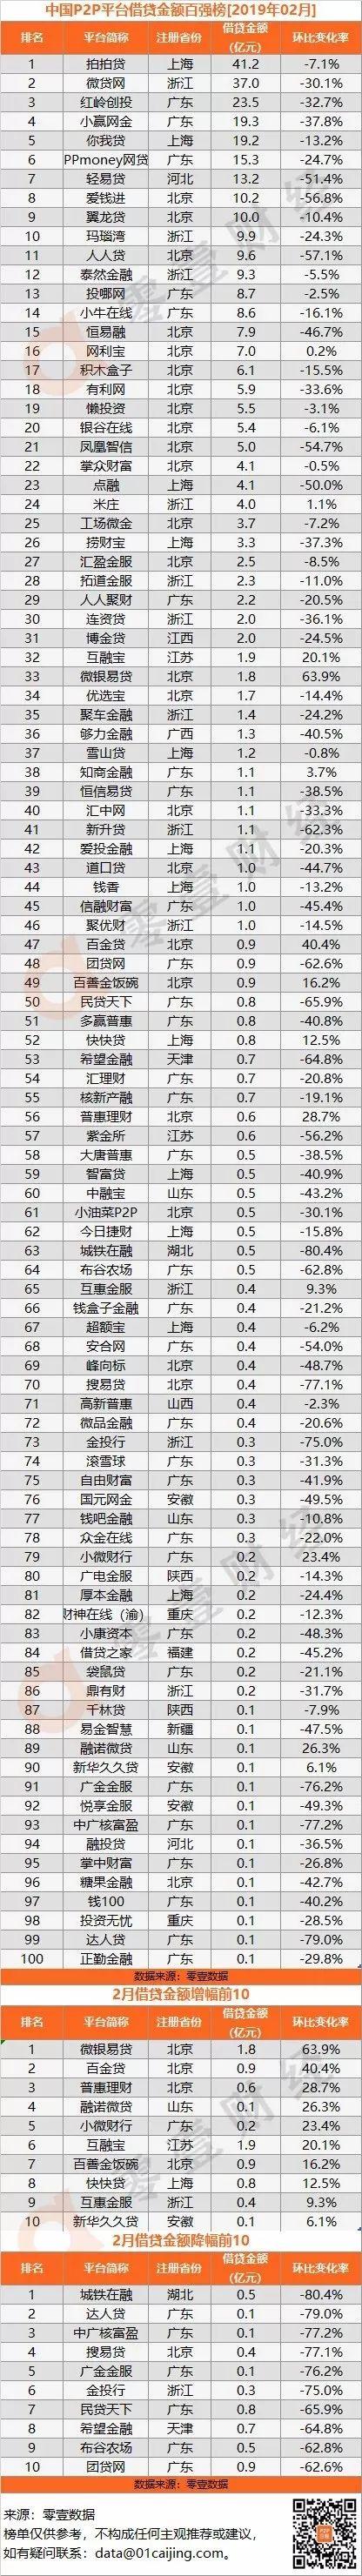 中国P2P平台借贷金额百强榜[2019年02月]
排名 平台简称 注册省份 借贷金额（亿元） 环比变化率
1 拍拍贷 上海 41.2 -7.1%
2 微贷网 浙江 37.0 -30.1%
3 红岭创投 广东 23.5 -32.7%
4 小赢网金 广东 19.3 -37.8%
5 你我贷 上海 19.2 -13.2%
6 PPmoney网贷 广东 15.3 -24.7%
7 轻易贷 河北 13.2 -51.4%
8 爱钱进 北京 10.2 -56.8%
9 翼龙贷 北京 10.0 -10.4%
10 玛瑙湾 浙江 9.9 -24.3%
11 人人贷 北京 9.6 -57.1%
12 泰然金融 浙江 9.3 -5.5%
13 投哪网 广东 8.7 -2.5%
14 小牛在线 广东 8.6 -16.1%
15 恒易融 北京 7.9 -46.7%
16 网利宝 北京 7.0 0.2%
17 积木盒子 北京 6.1 -15.5%
18 有利网 北京 5.9 -33.6%
19 懒投资 北京 5.5 -3.1%
20 银谷在线 北京 5.4 -6.1%
21 凤凰智信 北京 5.0 -54.7%
22 掌众财富 北京 4.1 -0.5%
23 点融 上海 4.1 -50.0%
24 米庄 浙江 4.0 1.1%
25 工场微金 北京 3.7 -7.2%
26 捞财宝 上海 3.3 -37.3%
27 汇盈金服 北京 2.5 -8.5%
28 拓道金服 浙江 2.3 -11.0%
29 人人聚财 广东 2.2 -20.5%
30 连资贷 浙江 2.0 -36.1%
31 博金贷 江西 2.0 -24.5%
32 互融宝 江苏 1.9 20.1%
33 微银易贷 北京 1.8 63.9%
34 优选宝 北京 1.7 -14.4%
35 聚车金融 浙江 1.4 -24.2%
36 够力金融 广西 1.3 -40.5%
37 雪山贷 上海 1.2 -0.8%
38 知商金融 广东 1.1 3.7%
39 恒信易贷 广东 1.1 -38.5%
40 汇中网 北京 1.1 -33.3%
41 新升贷 浙江 1.1 -62.3%
42 爱投金融 上海 1.1 -20.3%
43 道口贷 北京 1.0 -44.7%
44 钱香 上海 1.0 -13.2%
45 信融财富 广东 1.0 -45.4%
46 聚优财 浙江 1.0 -14.5%
47 百金贷 北京 0.9 40.4%
48 团贷网 广东 0.9 -62.6%
49 百善金饭碗 北京 0.9 16.2%
50 民贷天下 广东 0.8 -65.9%
51 多赢普惠 广东 0.8 -40.8%
52 快快贷 上海 0.8 12.5%
53 希望金融 天津 0.7 -64.8%
54 汇理财 广东 0.7 -20.8%
55 核新产融 广东 0.7 -19.1%
56 普惠理财 北京 0.6 28.7%
57 紫金所 江苏 0.6 -56.2%
58 大唐普惠 广东 0.5 -38.5%
59 智富贷 上海 0.5 -40.9%
60 中融宝 山东 0.5 -43.2%
61 小油菜P2P 北京 0.5 -30.1%
62 今日捷财 上海 0.5 -15.8%
63 城铁在融 湖北 0.5 -80.4%
64 布谷农场 广东 0.5 -62.8%
65 互惠金服 浙江 0.4 9.3%
66 钱盒子金融 广东 0.4 -21.2%
67 超额宝 上海 0.4 -6.2%
68 安合网 广东 0.4 -54.0%
69 峰向标 北京 0.4 -48.7%
70 搜易贷 北京 0.4 -77.1%
71 高新普惠 山西 0.4 -2.3%
72 微品金融 广东 0.4 -20.6%
73 金投行 浙江 0.3 -75.0%
74 滚雪球 广东 0.3 -31.3%
75 自由财富 广东 0.3 -41.9%
76 国元网金 安徽 0.3 -49.5%
77 钱吧金融 山东 0.3 -10.8%
78 众金在线 广东 0.3 -22.0%
79 小微财行 广东 0.2 23.4%
80 广电金服 陕西 0.2 -14.3%
81 厚本金融 上海 0.2 -24.4%
82 财神在线（渝） 重庆 0.2 -12.3%
83 小康资本 广东 0.2 -48.3%
84 借贷之家 福建 0.2 -45.2%
85 袋鼠贷 广东 0.2 -21.1%
86 鼎有财 浙江 0.2 -31.7%
87 千林贷 陕西 0.1 -7.9%
88 易金智慧 新疆 0.1 -47.5%
89 融诺微贷 山东 0.1 26.3%
90 新华久久贷 安徽 0.1 6.1%
91 广金金服 广东 0.1 -76.2%
92 悦享金服 安徽 0.1 -49.3%
93 中广核富盈 广东 0.1 -77.2%
94 融投贷 河北 0.1 -36.5%
95 掌中财富 广东 0.1 -26.8%
96 糖果金融 北京 0.1 -42.7%
97 钱100 广东 0.1 -40.2%
98 投资无忧 重庆 0.1 -28.5%
99 达人贷 广东 0.1 -79.0%
100 正勤金融 广东 0.1 -29.8%
数据来源：零壹数据
2月借贷金额增幅前10
排名 平台简称 注册省份 借贷金额（亿元） 环比变化率
1 微银易贷 北京 1.8 63.9%
2 百金贷 北京 0.9 40.4%
3 普惠理财 北京 0.6 28.7%
4 融诺微贷 山东 0.1 26.3%
5 小微财行 广东 0.2 23.4%
6 互融宝 江苏 1.9 20.1%
7 百善金饭碗 北京 0.9 16.2%
8 快快贷 上海 0.8 12.5%
9 互惠金服 浙江 0.4 9.3%
10 新华久久贷 安徽 0.1 6.1%
2月借贷金额降幅前10
排名 平台简称 注册省份 借贷金额（亿元） 环比变化率
1 城铁在融 湖北 0.5 -80.4%
2 达人贷 广东 0.1 -79.0%
3 中广核富盈 广东 0.1 -77.2%
4 搜易贷 北京 0.4 -77.1%
5 广金金服 广东 0.1 -76.2%
6 金投行 浙江 0.3 -75.0%
7 民贷天下 广东 0.8 -65.9%
8 希望金融 天津 0.7 -64.8%
9 布谷农场 广东 0.5 -62.8%
10 团贷网 广东 0.9 -62.6%
数据来源：零壹数据
来源：零壹数据
榜单仅供参考，不构成任何主观推荐或建议，
如有疑问联系：data@01caijing.com。
零壹财经